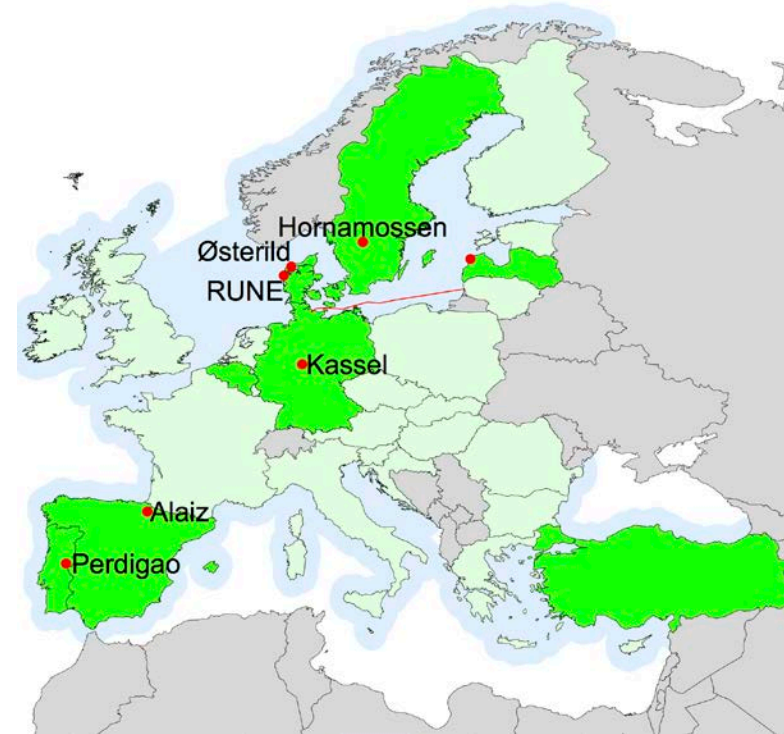 Hornamossen
Østerild
RUNE
Kassel
Alaiz
Perdigao